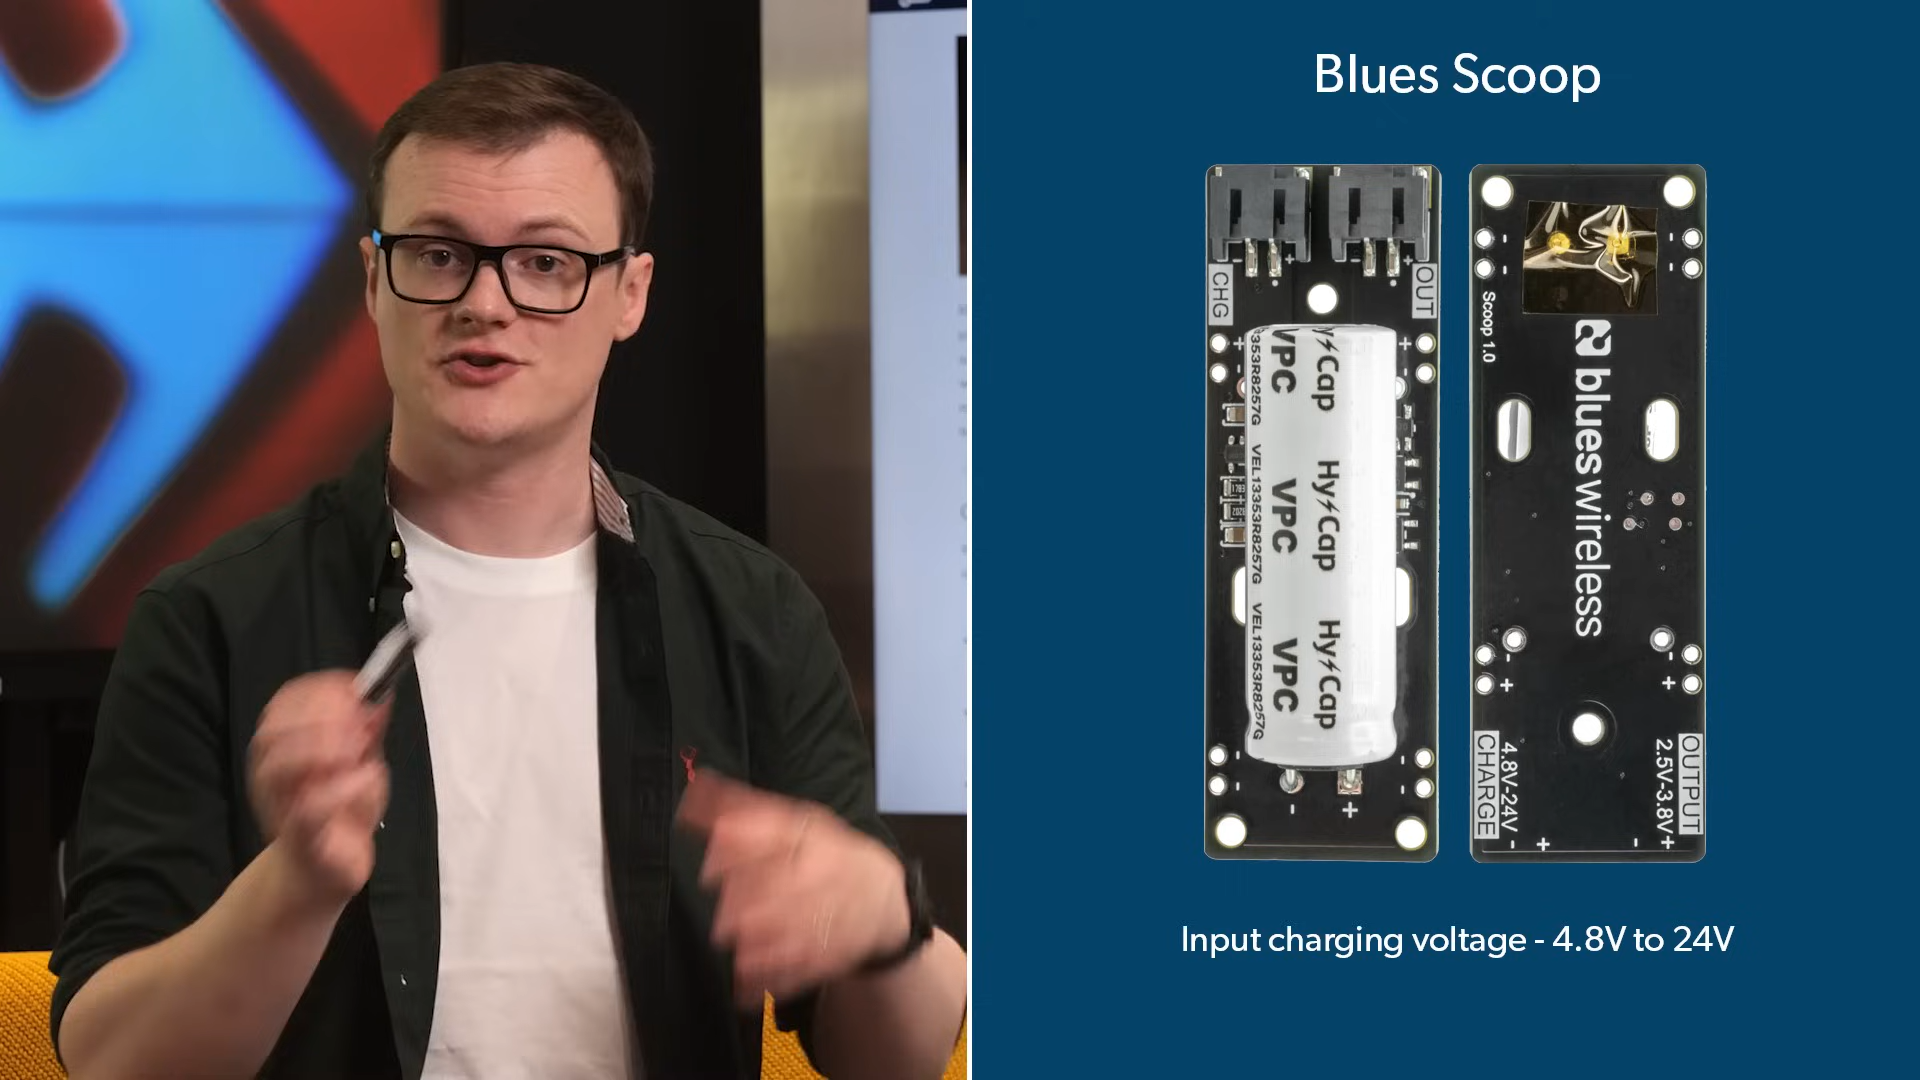 Blues Scoop
CHG
OUT
Hy Cap
VPC
VEL13353R8257G
Hy Cap
VPC
VEL13353R8257G
Hy Cap
VPC
Scoop 1.0
blues wireless
CHARGE
4.8V-24V
OUTPUT
2.5V-3.8V
Input charging voltage - 4.8V to 24V